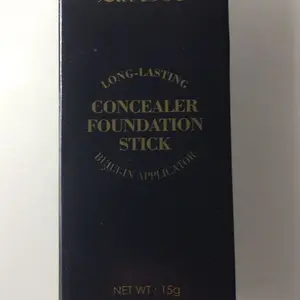 LONG-LASTING
CONCEALER
FOUNDATION
STICK
BUILT-IN APPLICATOR
NET WT : 15g